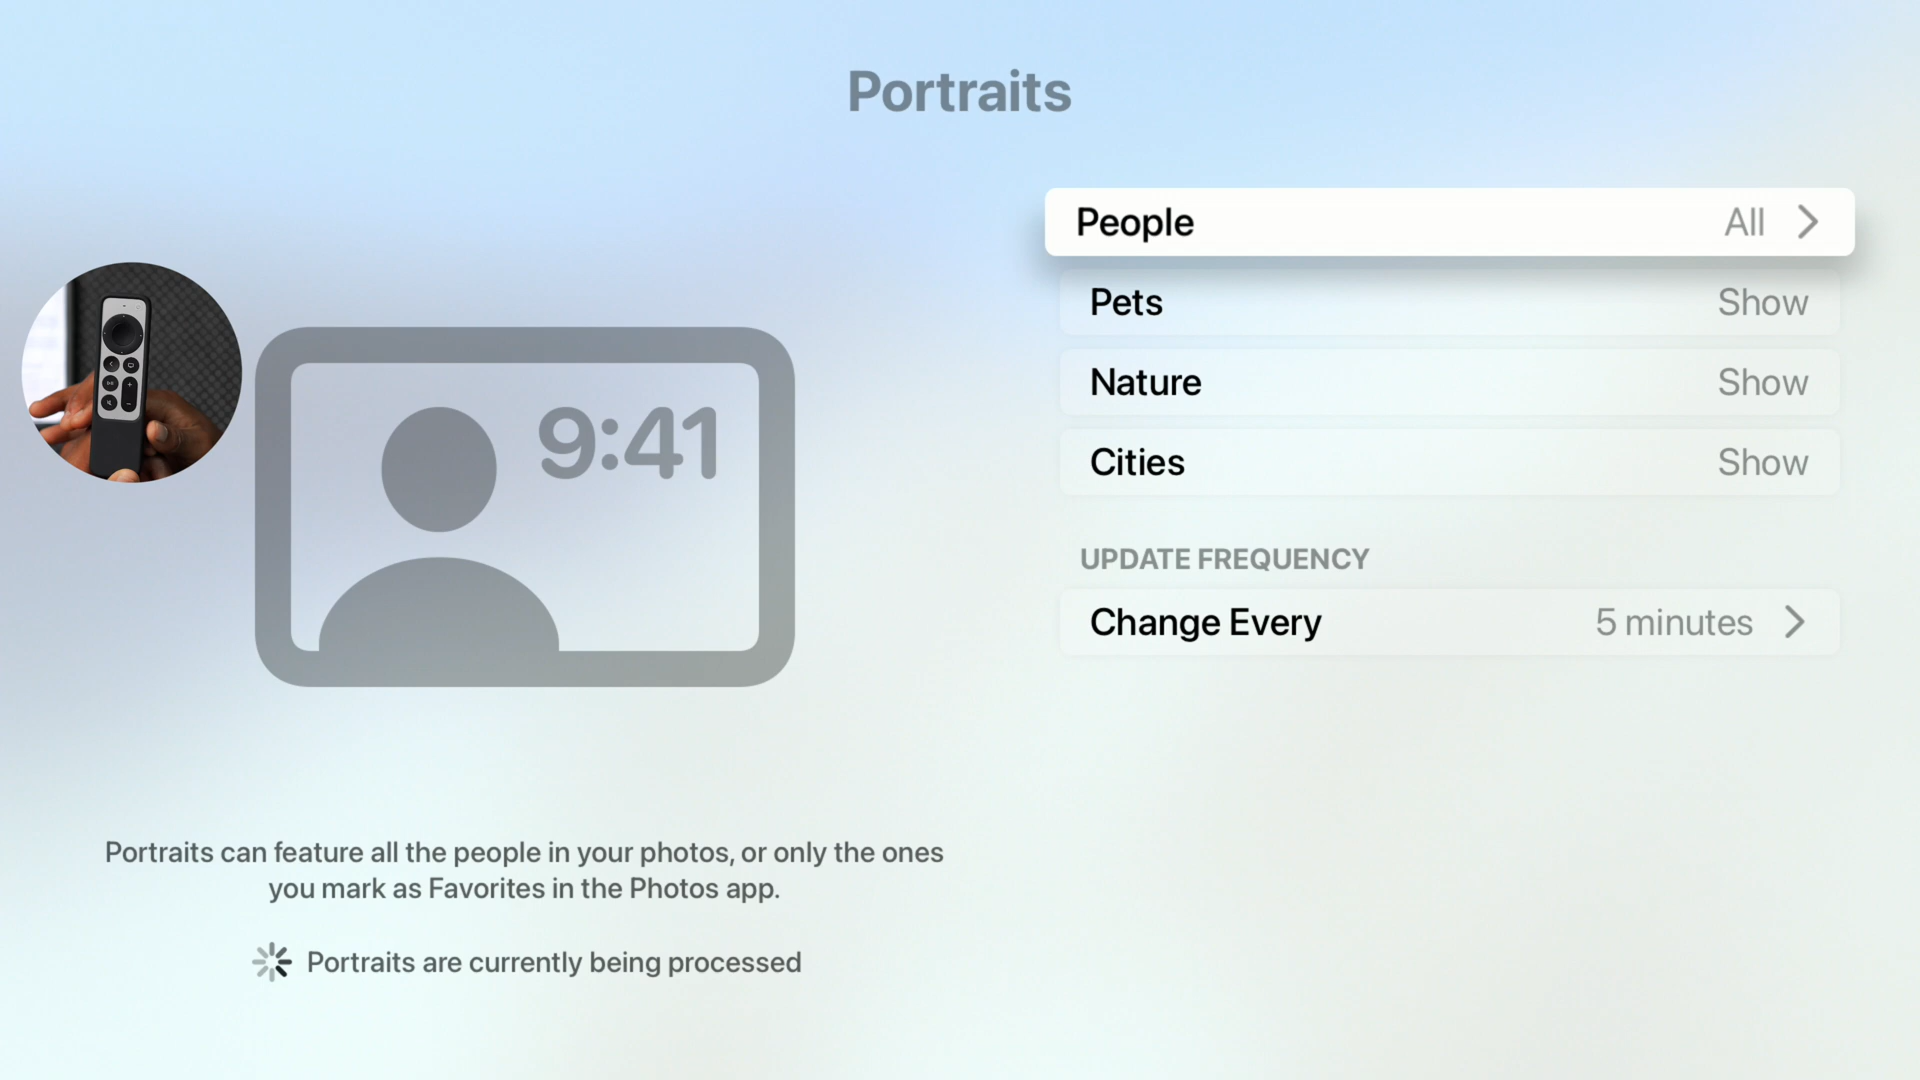 Portraits
9:41
Portraits can feature all the people in your photos, or only the ones
you mark as Favorites in the Photos app.
Portraits are currently being processed
People All
Pets Show
Nature Show
Cities Show
UPDATE FREQUENCY
Change Every 5 minutes